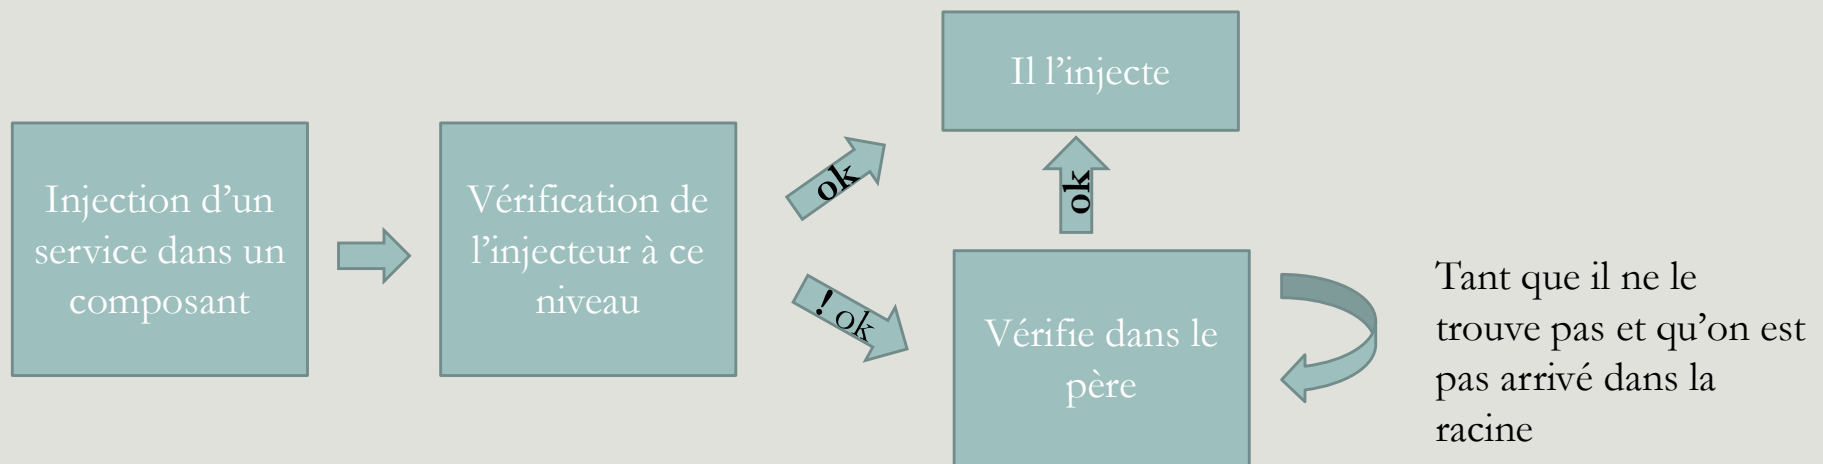 Injection d’un
service dans un
composant
Vérification de
l’injecteur à ce
niveau
ok
! ok
Il l’injecte
ok
Vérifie dans le
père
Tant que il ne le
trouve pas et qu’on est
pas arrivé dans la
racine